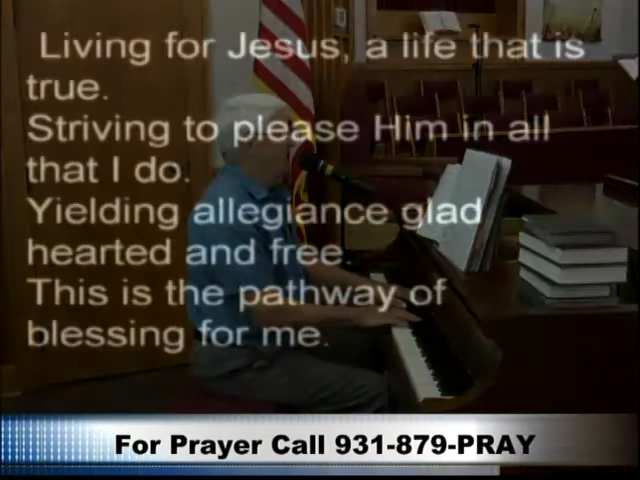 Living for Jesus, a life that is
true.
Striving to please Him in all
that I do.
Yielding allegiance glad
hearted and free.
This is the pathway of
blessing for me.
For Prayer Call 931-879-PRAY